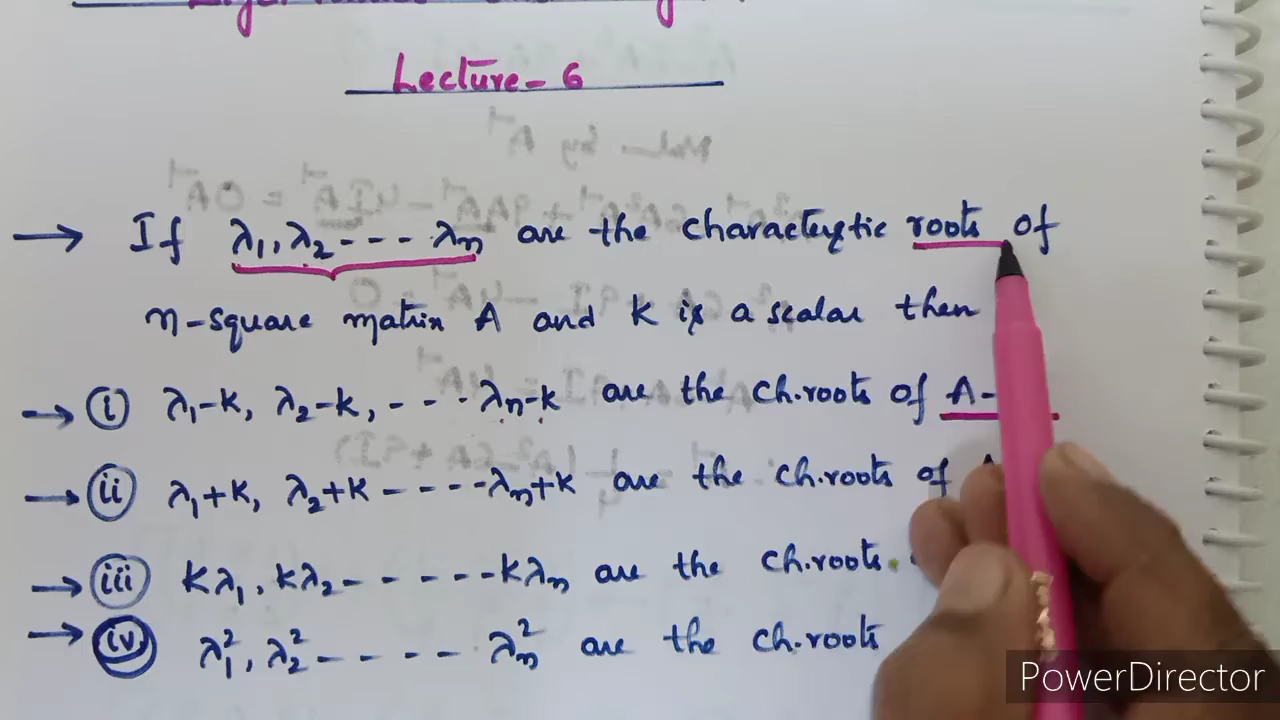 Lecture-6
→ If λ₁, λ₂ --- λₙ are the characteristic roots of
n-square matrix A and K is a scalar then
→ (i) λ₁-K, λ₂-K, - - - λₙ-K are the ch.roots of A-
→ (ii) λ₁+K, λ₂+K - - - - λₙ+K are the ch.roots of
→ (iii) Kλ₁, Kλ₂ - - - - - - Kλₙ are the ch.roots
→ (iv) λ₁², λ₂² - - - - - λₙ² are the ch.roots
PowerDirector